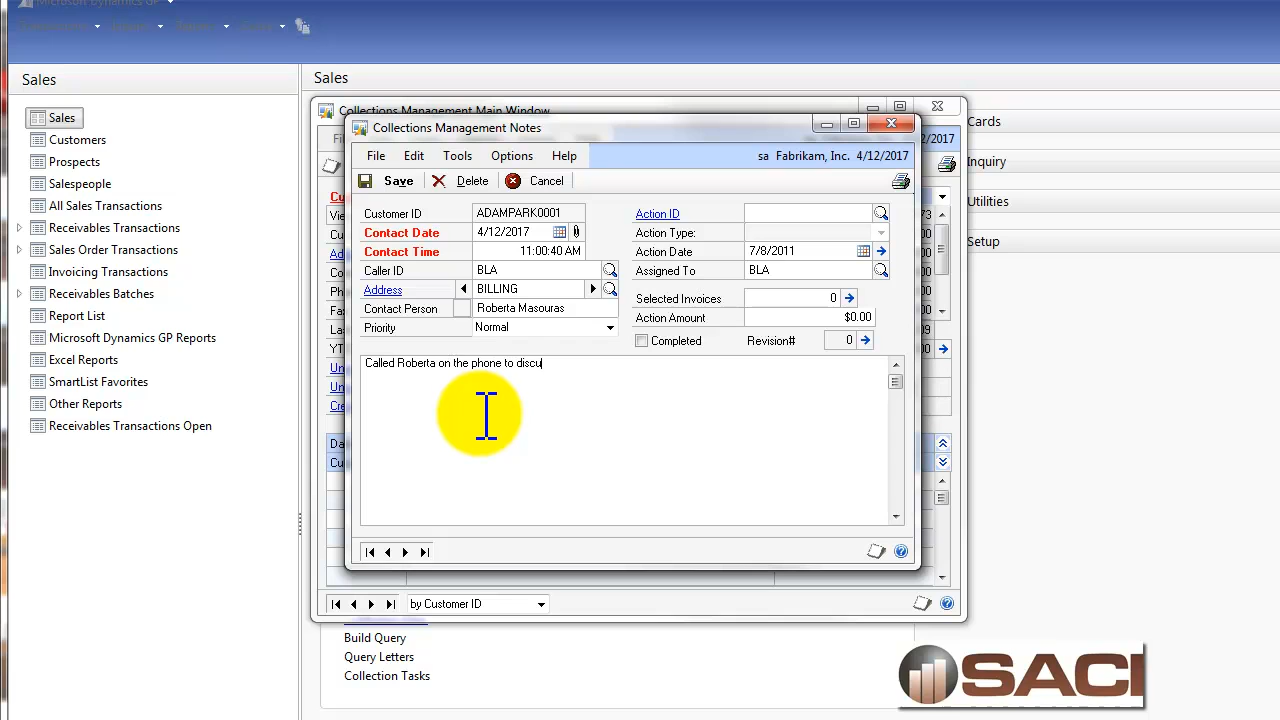 Microsoft Dynamics GP
Sales
Sales
Customers
Prospects
Salespeople
All Sales Transactions
Receivables Transactions
Sales Order Transactions
Invoicing Transactions
Receivables Batches
Report List
Microsoft Dynamics GP Reports
Excel Reports
SmartList Favorites
Other Reports
Receivables Transactions Open
Sales
Cards
Inquiry
Utilities
Setup
Collections Management Main Window
Collections Management Notes
File Edit Tools Options Help
sa Fabrikam, Inc. 4/12/2017
Save Delete Cancel
Customer ID ADAMPARK0001
Contact Date 4/12/2017
Contact Time 11:00:40 AM
Caller ID BLA
Address BILLING
Contact Person Roberta Masouras
Priority Normal
Action ID
Action Type:
Action Date 7/8/2011
Assigned To BLA
Selected Invoices 0
Action Amount $0.00
Completed Revision# 0
Called Roberta on the phone to discu
by Customer ID
Build Query
Query Letters
Collection Tasks
SACI